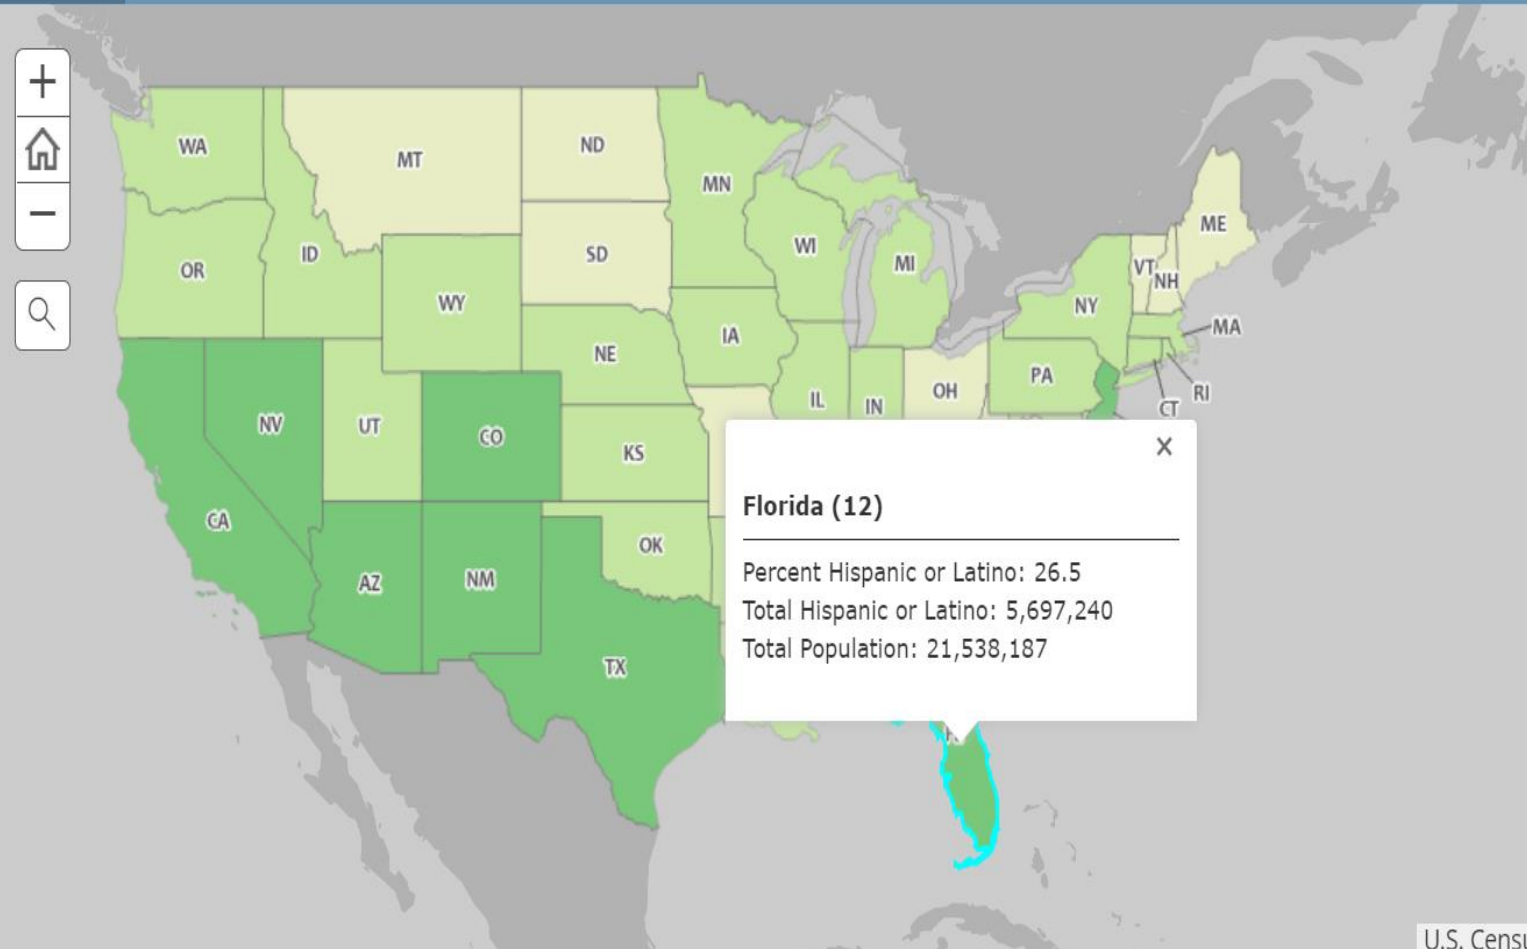 +
−
WA
MT
ND
MN
OR
ID
SD
WI
MI
ME
VT
NH
WY
NY
IA
NE
MA
PA
IL
IN
OH
RI
CT
NV
UT
CO
KS
CA
AZ
NM
OK
TX
×
Florida (12)
Percent Hispanic or Latino: 26.5
Total Hispanic or Latino: 5,697,240
Total Population: 21,538,187
U.S. Censu